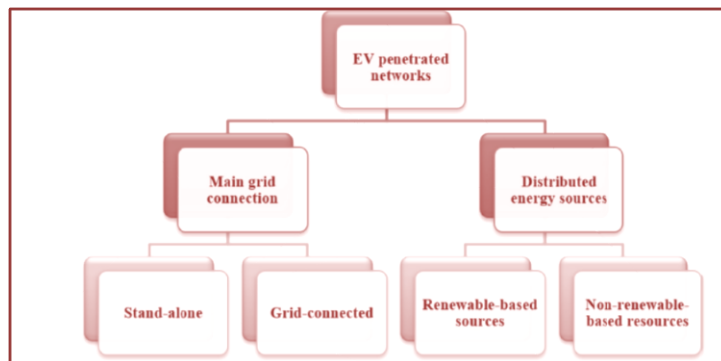 EV penetrated
networks
Main grid
connection
Distributed
energy sources
Stand-alone
Grid-connected
Renewable-based
sources
Non-renewable-
based resources